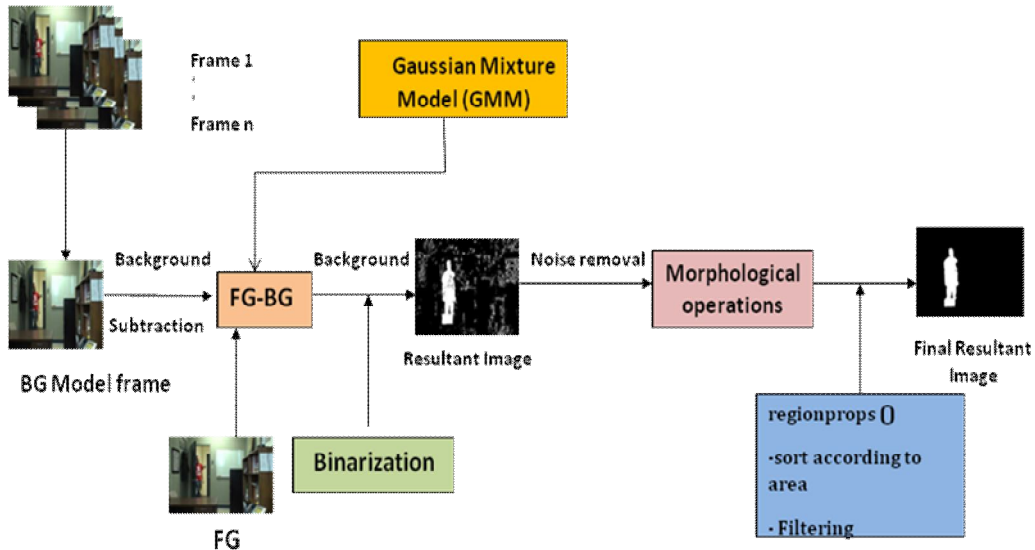 Frame 1
Frame n
Gaussian Mixture
Model (GMM)
Background
Subtraction
BG Model frame
FG-BG
Background
Resultant Image
Noise removal
Morphological
operations
Final Resultant
Image
FG
Binarization
regionprops ()
•sort according to
area
• Filtering